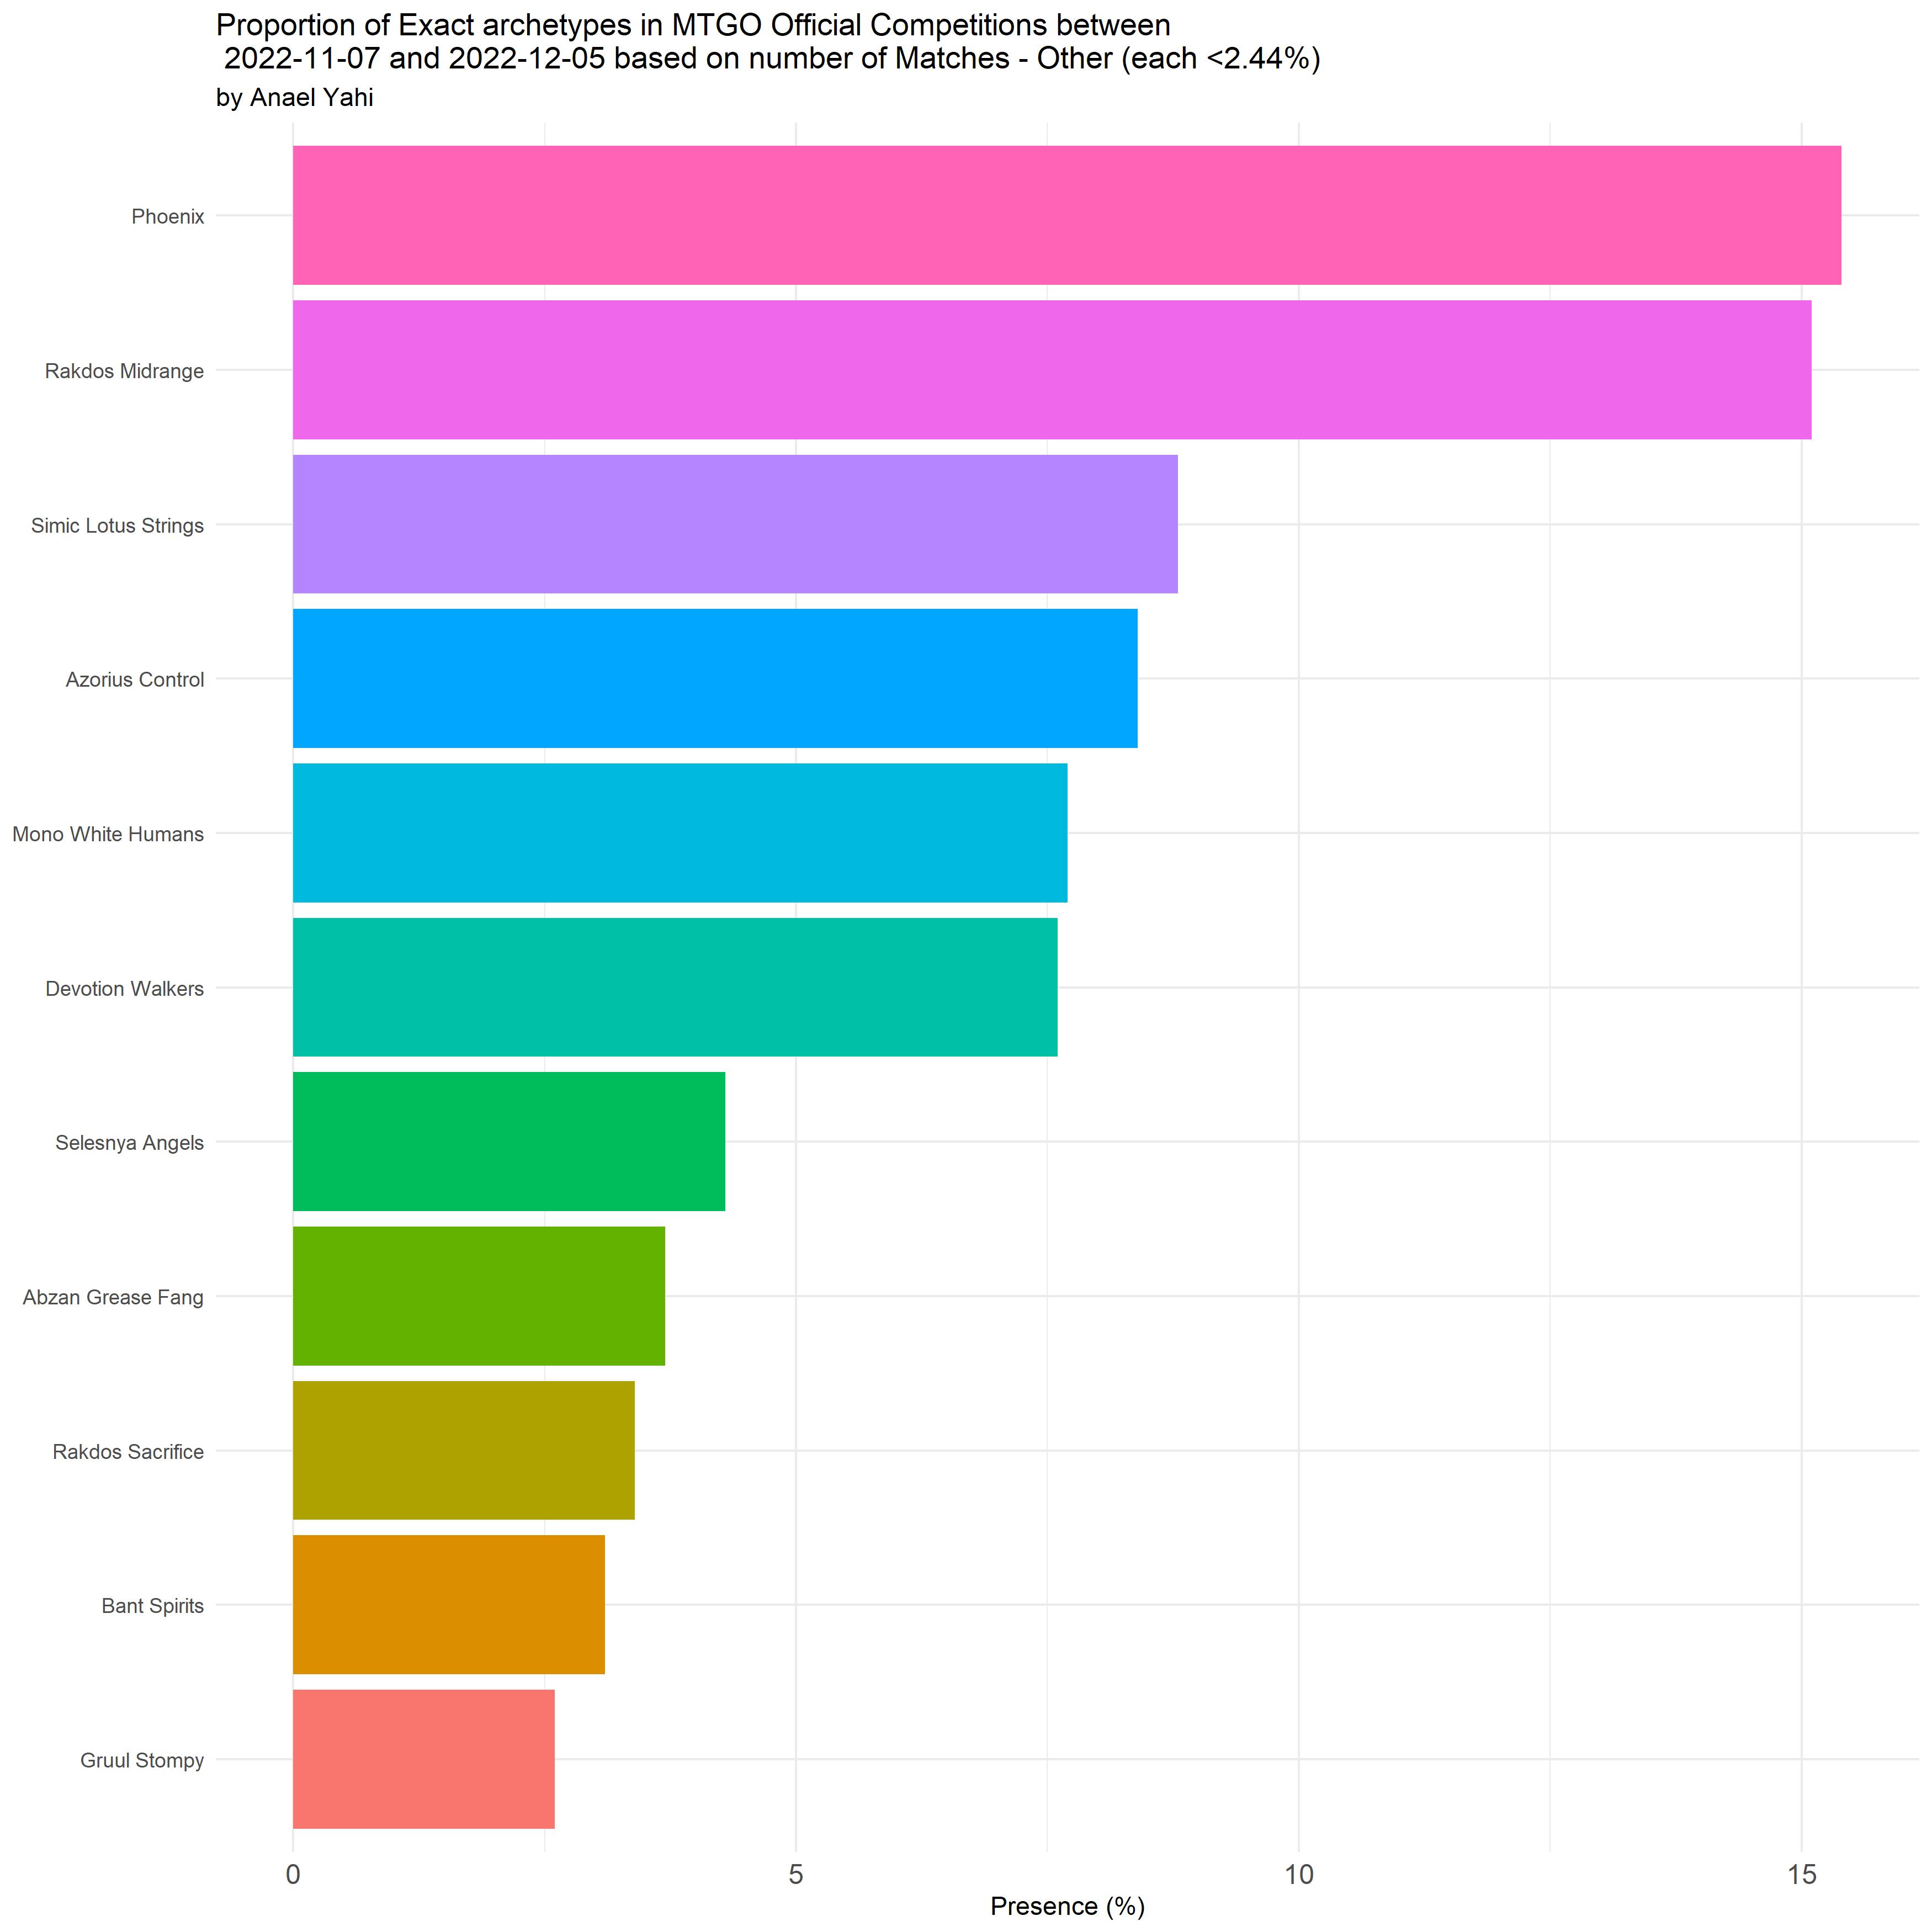 Proportion of Exact archetypes in MTGO Official Competitions between
2022-11-07 and 2022-12-05 based on number of Matches - Other (each <2.44%)
by Anael Yahi
Phoenix
Rakdos Midrange
Simic Lotus Strings
Azorius Control
Mono White Humans
Devotion Walkers
Selesnya Angels
Abzan Grease Fang
Rakdos Sacrifice
Bant Spirits
Gruul Stompy
0 5 10 15
Presence (%)